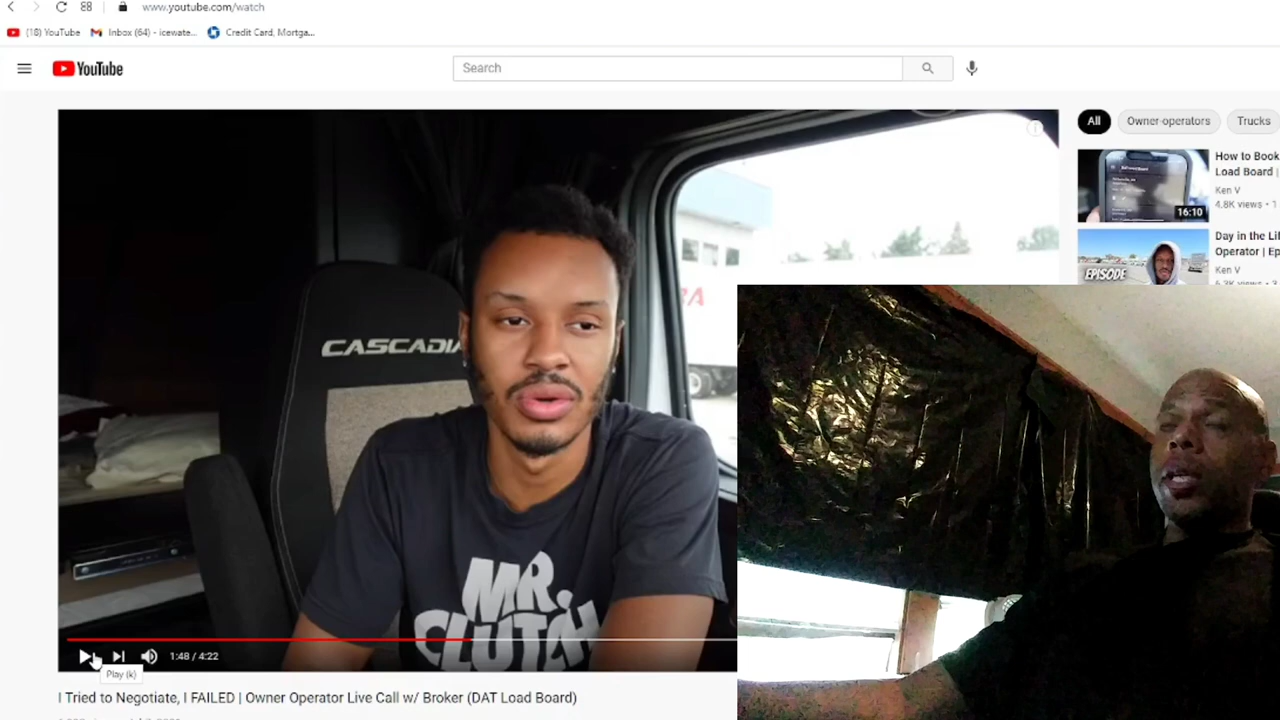 www.youtube.com/watch
(18) YouTube
Inbox (64) - icewate...
Credit Card, Mortga...
YouTube
Search
All
Owner-operators
Trucks
How to Book
Load Board |
Ken V
4.8K views • 1
16:10
Day in the Lif
Operator | Ep
Ken V
EPISODE
CASCADIA
MR.
CLUTCH
1:48 / 4:22
Play (k)
I Tried to Negotiate, I FAILED | Owner Operator Live Call w/ Broker (DAT Load Board)